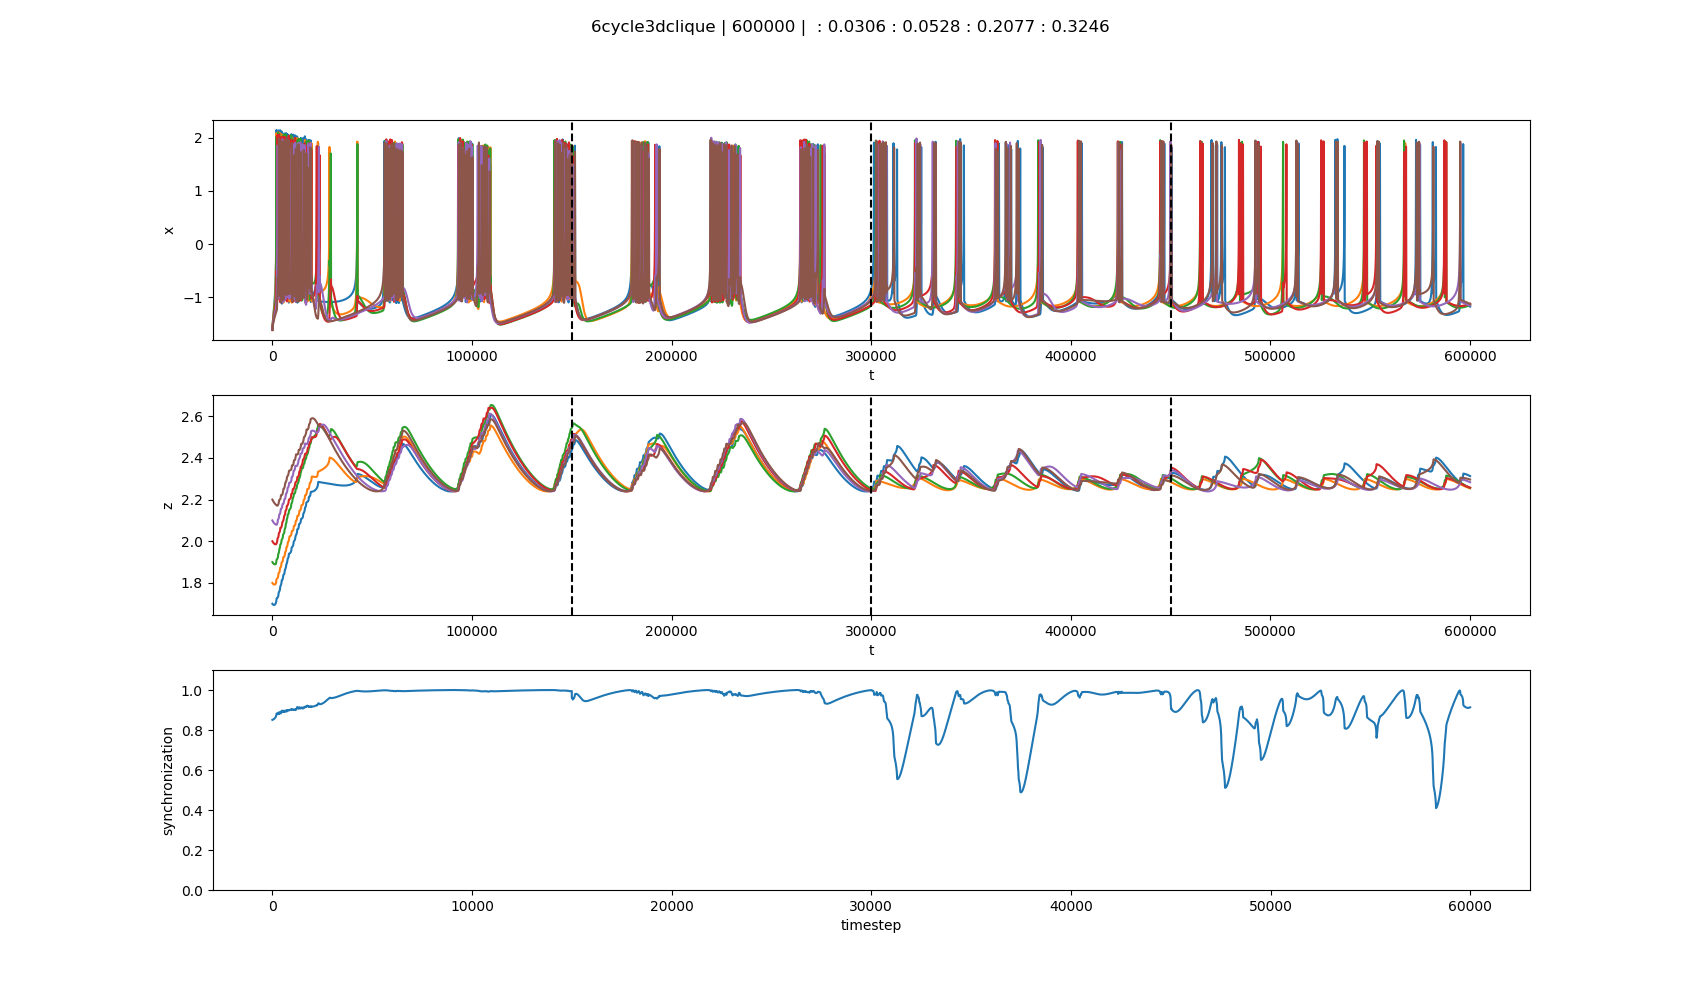 6cycle3dclique | 600000 |  : 0.0306 : 0.0528 : 0.2077 : 0.3246
2
1
0
−1
x
0 100000 200000 300000 400000 500000 600000
t
2.6
2.4
2.2
2.0
1.8
z
0 100000 200000 300000 400000 500000 600000
t
1.0
0.8
0.6
0.4
0.2
0.0
synchronization
0 10000 20000 30000 40000 50000 60000
timestep